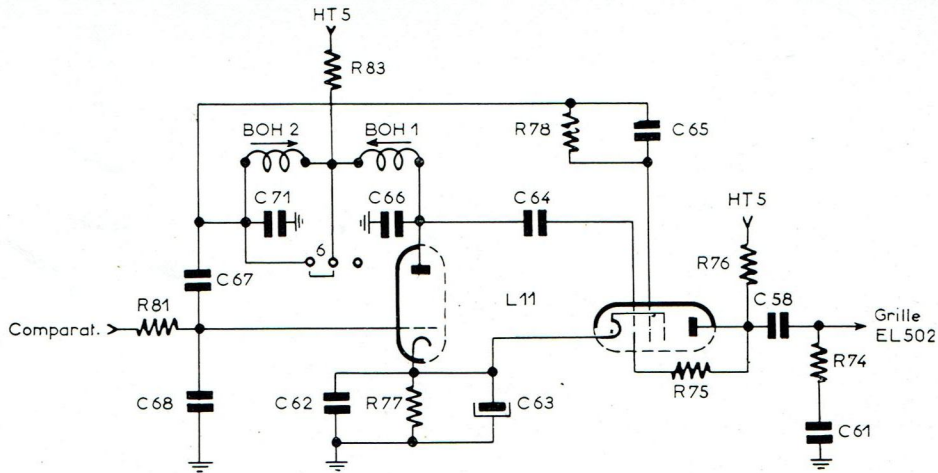 HT5
R83
BOH 2
BOH 1
R78
C65
C71
C66
C64
HT5
6
R76
C67
C58
R81
L11
Comparat.
Grille
EL502
R74
R75
C68
C62
R77
C63
C61